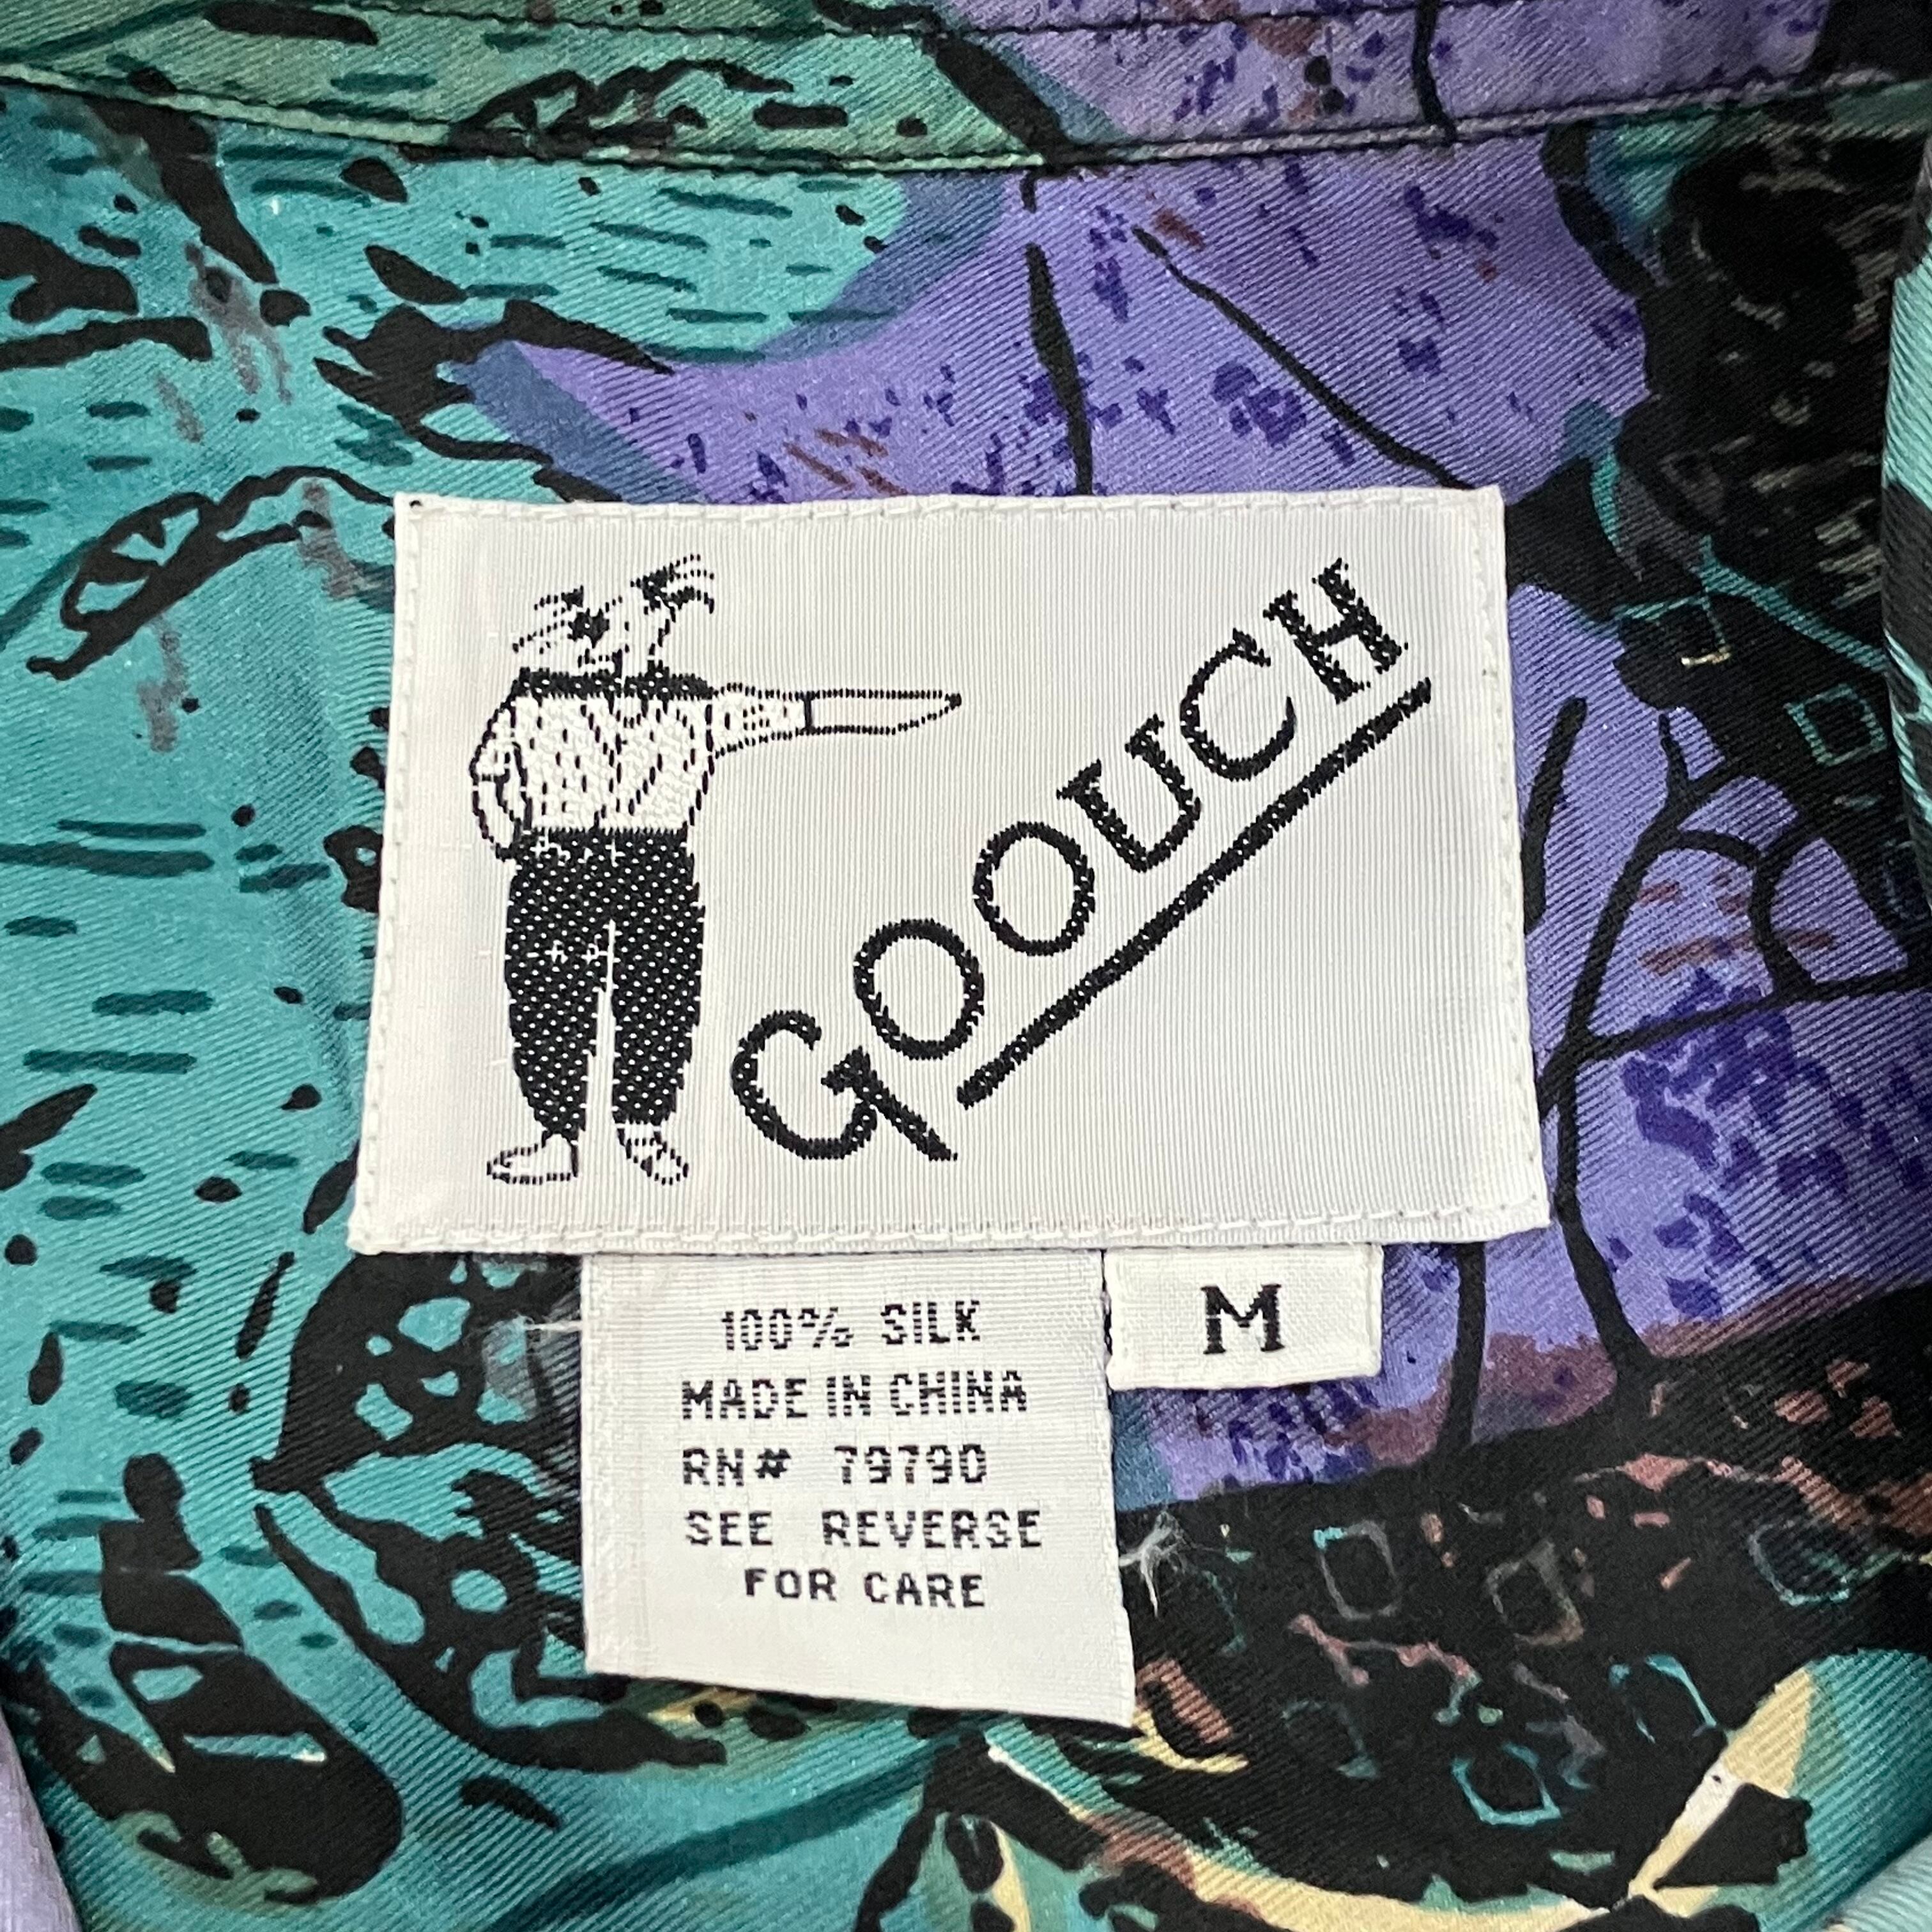 GOOUCH
100% SILK
MADE IN CHINA
RN# 79790
SEE REVERSE
FOR CARE
M